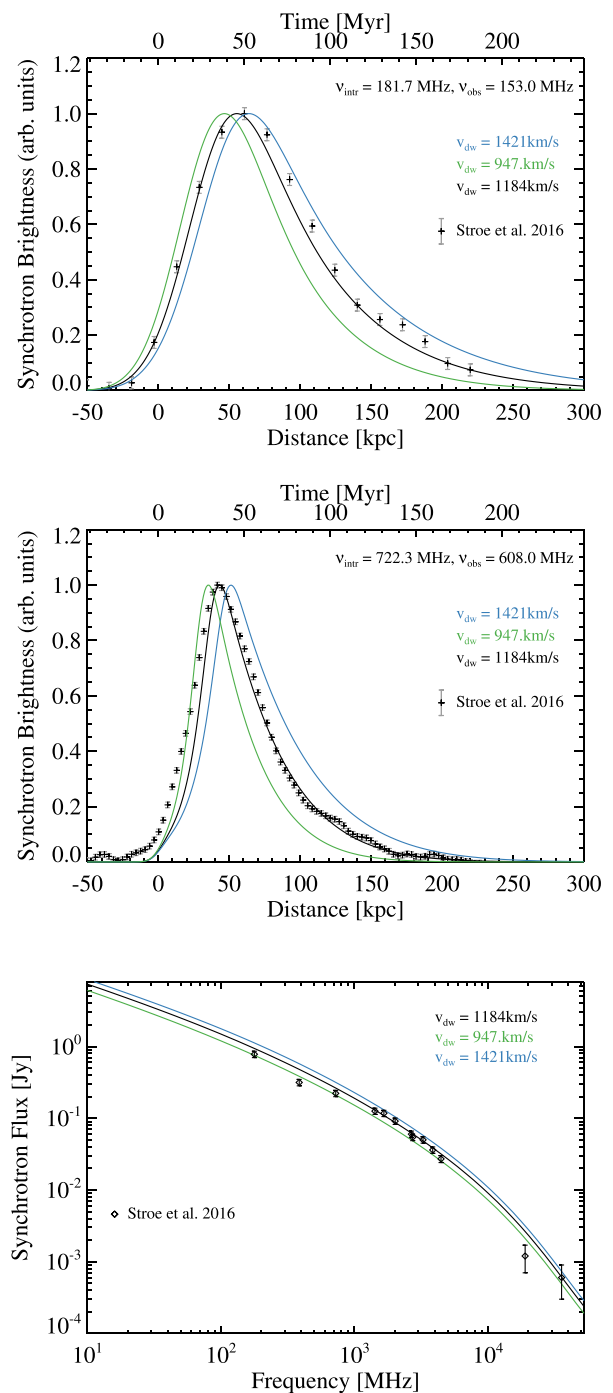 Time [Myr]
0 50 100 150 200
1.2
1.0
0.8
0.6
0.4
0.2
0.0
Synchrotron Brightness (arb. units)
ν_intr = 181.7 MHz, ν_obs = 153.0 MHz
v_dw = 1421km/s
v_dw = 947.km/s
v_dw = 1184km/s
Stroe et al. 2016
-50 0 50 100 150 200 250 300
Distance [kpc]
Time [Myr]
0 50 100 150 200
1.2
1.0
0.8
0.6
0.4
0.2
0.0
Synchrotron Brightness (arb. units)
ν_intr = 722.3 MHz, ν_obs = 608.0 MHz
v_dw = 1421km/s
v_dw = 947.km/s
v_dw = 1184km/s
Stroe et al. 2016
-50 0 50 100 150 200 250 300
Distance [kpc]
10^0
10^-1
10^-2
10^-3
10^-4
Synchrotron Flux [Jy]
v_dw = 1184km/s
v_dw = 947.km/s
v_dw = 1421km/s
Stroe et al. 2016
10^1 10^2 10^3 10^4
Frequency [MHz]